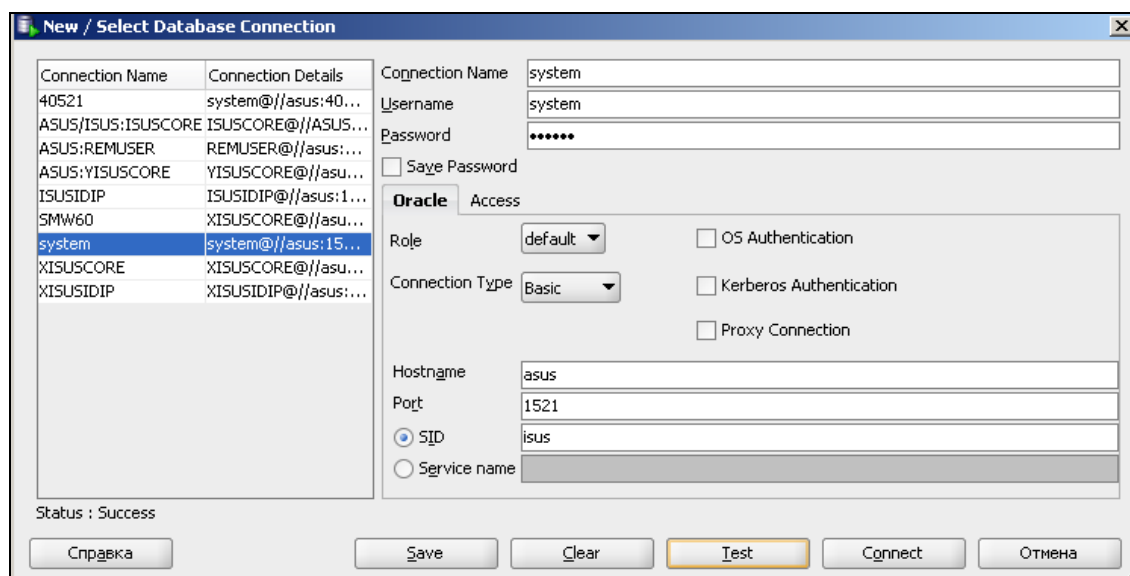 New / Select Database Connection
Connection Name Connection Details
40521 system@//asus:40...
ASUS/ISUS:ISUSCORE ISUSCORE@//ASUS...
ASUS:REMUSER REMUSER@//asus:...
ASUS:YISUSCORE YISUSCORE@//asu...
ISUSIDIP ISUSIDIP@//asus:1...
SMW60 XISUSCORE@//asu...
system system@//asus:15...
XISUSCORE XISUSCORE@//asu...
XISUSIDIP XISUSIDIP@//asus:...
Connection Name system
Username system
Password ••••••
Save Password
Oracle Access
Role default OS Authentication
Connection Type Basic Kerberos Authentication
Proxy Connection
Hostname asus
Port 1521
SID isus
Service name
Status : Success
Справка Save Clear Test Connect Отмена